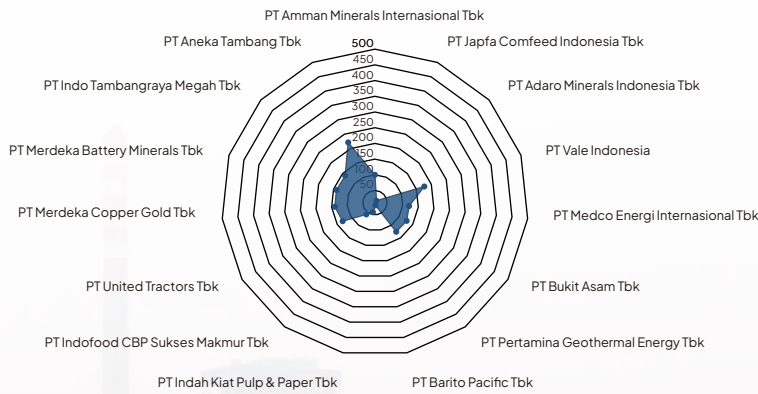 PT Amman Minerals Internasional Tbk
PT Aneka Tambang Tbk
500
PT Japfa Comfeed Indonesia Tbk
450
400
PT Indo Tambangraya Megah Tbk
PT Adaro Minerals Indonesia Tbk
350
300
250
200
PT Merdeka Battery Minerals Tbk
150
PT Vale Indonesia
100
50
PT Merdeka Copper Gold Tbk
PT Medco Energi Internasional Tbk
PT United Tractors Tbk
PT Bukit Asam Tbk
PT Indofood CBP Sukses Makmur Tbk
PT Pertamina Geothermal Energy Tbk
PT Indah Kiat Pulp & Paper Tbk
PT Barito Pacific Tbk